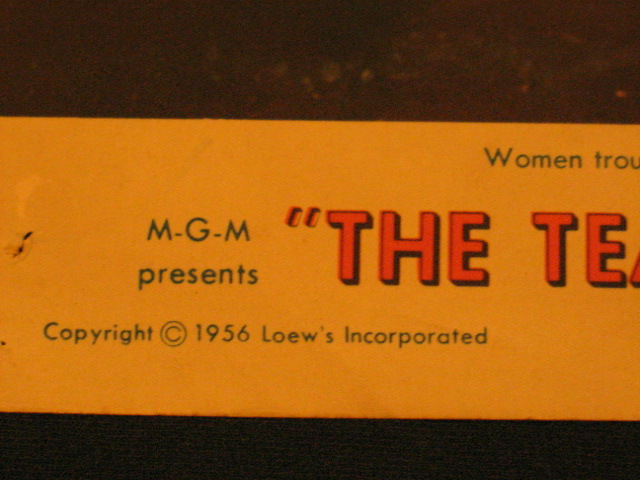 Women trou
M-G-M
presents
"THE TEA
Copyright © 1956 Loew's Incorporated